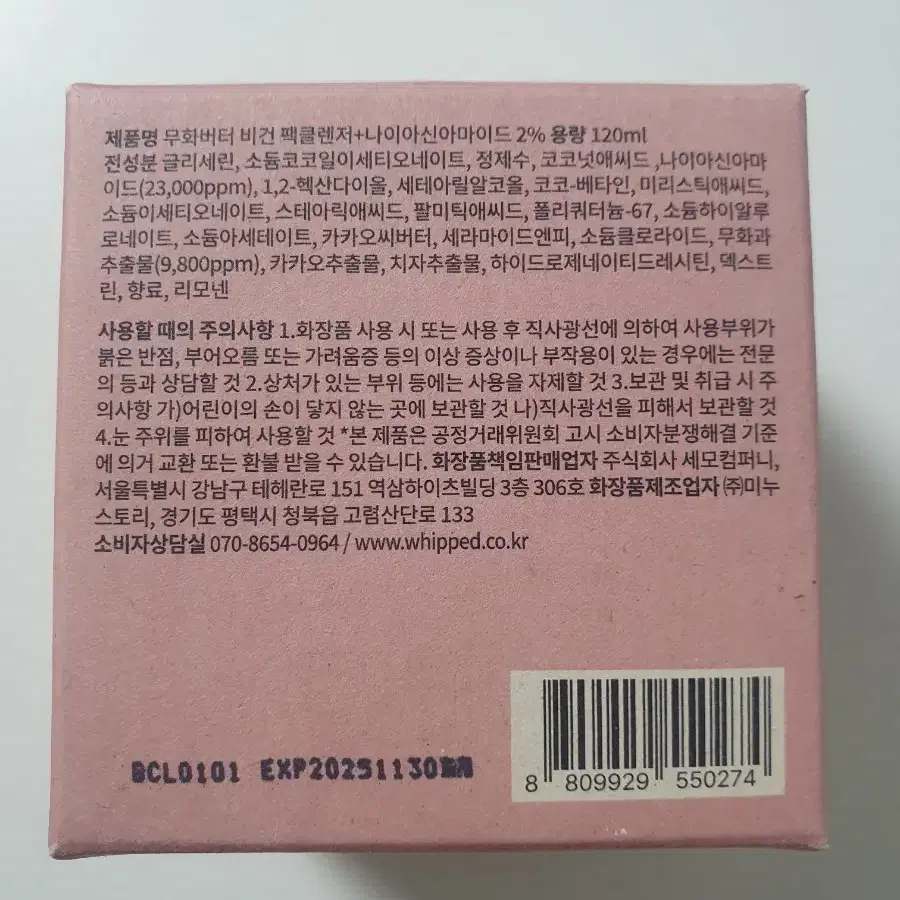 제품명 무화버터 비건 팩클렌저+나이아신아마이드 2% 용량 120ml
전성분 글리세린, 소듐코코일이세티오네이트, 정제수, 코코넛애씨드 ,나이아신아마
이드(23,000ppm), 1,2-헥산다이올, 세테아릴알코올, 코코-베타인, 미리스틱애씨드,
소듐이세티오네이트, 스테아릭애씨드, 팔미틱애씨드, 폴리쿼터늄-67, 소듐하이알루
로네이트, 소듐아세테이트, 카카오씨버터, 세라마이드엔피, 소듐클로라이드, 무화과
추출물(9,800ppm), 카카오추출물, 치자추출물, 하이드로제네이티드레시틴, 덱스트
린, 향료, 리모넨
사용할 때의 주의사항 1.화장품 사용 시 또는 사용 후 직사광선에 의하여 사용부위가
붉은 반점, 부어오름 또는 가려움증 등의 이상 증상이나 부작용이 있는 경우에는 전문
의 등과 상담할 것 2.상처가 있는 부위 등에는 사용을 자제할 것 3.보관 및 취급 시 주
의사항 가)어린이의 손이 닿지 않는 곳에 보관할 것 나)직사광선을 피해서 보관할 것
4.눈 주위를 피하여 사용할 것 *본 제품은 공정거래위원회 고시 소비자분쟁해결 기준
에 의거 교환 또는 환불 받을 수 있습니다. 화장품책임판매업자 주식회사 세모컴퍼니,
서울특별시 강남구 테헤란로 151 역삼하이츠빌딩 3층 306호 화장품제조업자 ㈜미누
스토리, 경기도 평택시 청북읍 고렴산단로 133
소비자상담실 070-8654-0964 / www.whipped.co.kr
BCL0101 EXP20251130
8 809929 550274